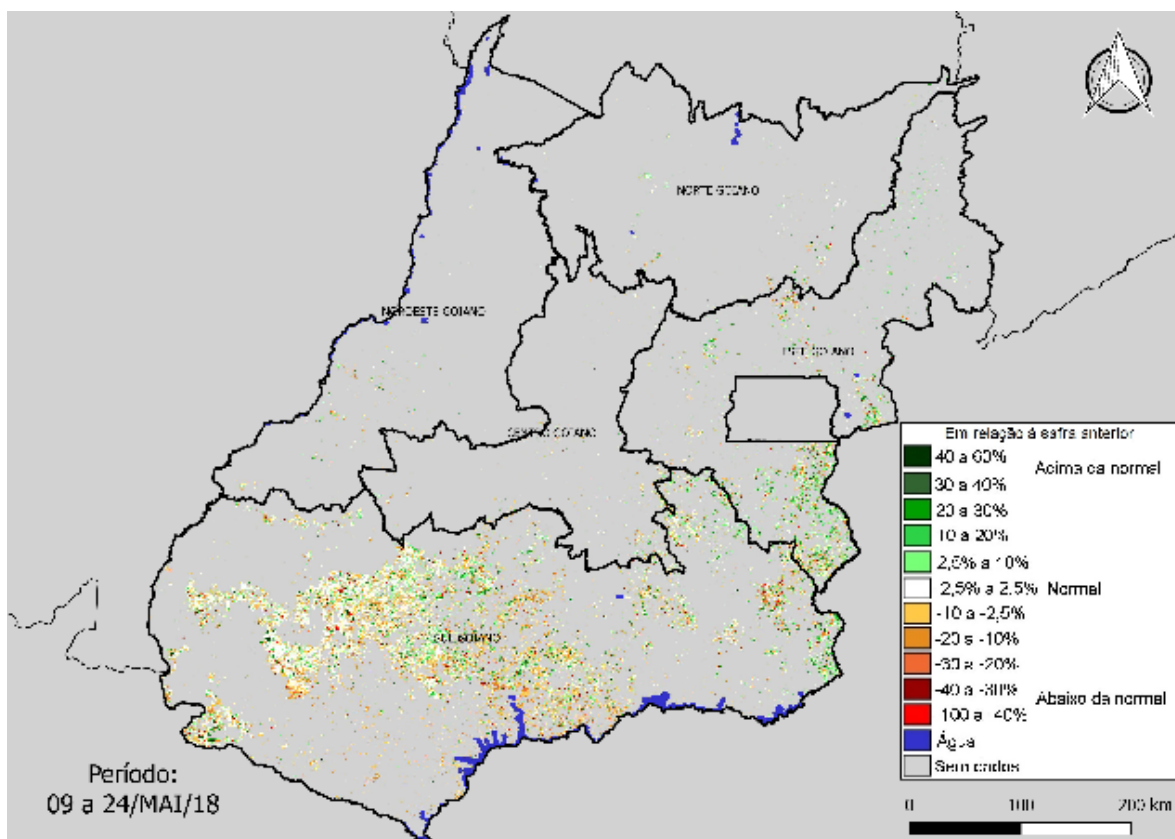 NORTE GOIANO
NOROESTE GOIANO
LESTE GOIANO
CENTRO GOIANO
SUL GOIANO
Em relação à safra anterior
40 a 60%
Acima da normal
30 a 40%
20 a 30%
10 a 20%
2,5% a 10%
2,5% a 2,5% Normal
-10 a -2,5%
-20 a -10%
-30 a -20%
-40 a -30%
Abaixo da normal
100 a 40%
Água
Sem dados
Período:
09 a 24/MAI/18
0 100 200 km